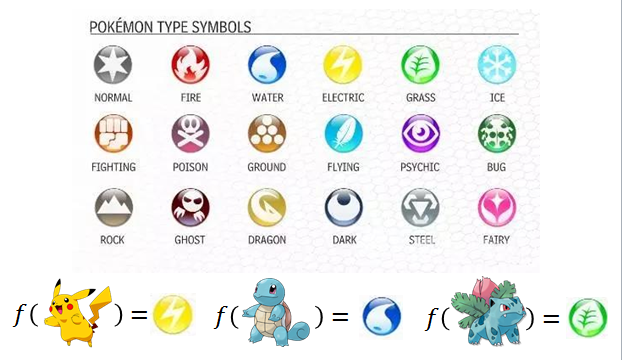 POKÉMON TYPE SYMBOLS
NORMAL FIRE WATER ELECTRIC GRASS ICE
FIGHTING POISON GROUND FLYING PSYCHIC BUG
ROCK GHOST DRAGON DARK STEEL FAIRY
f( ) = f( ) = f( ) =